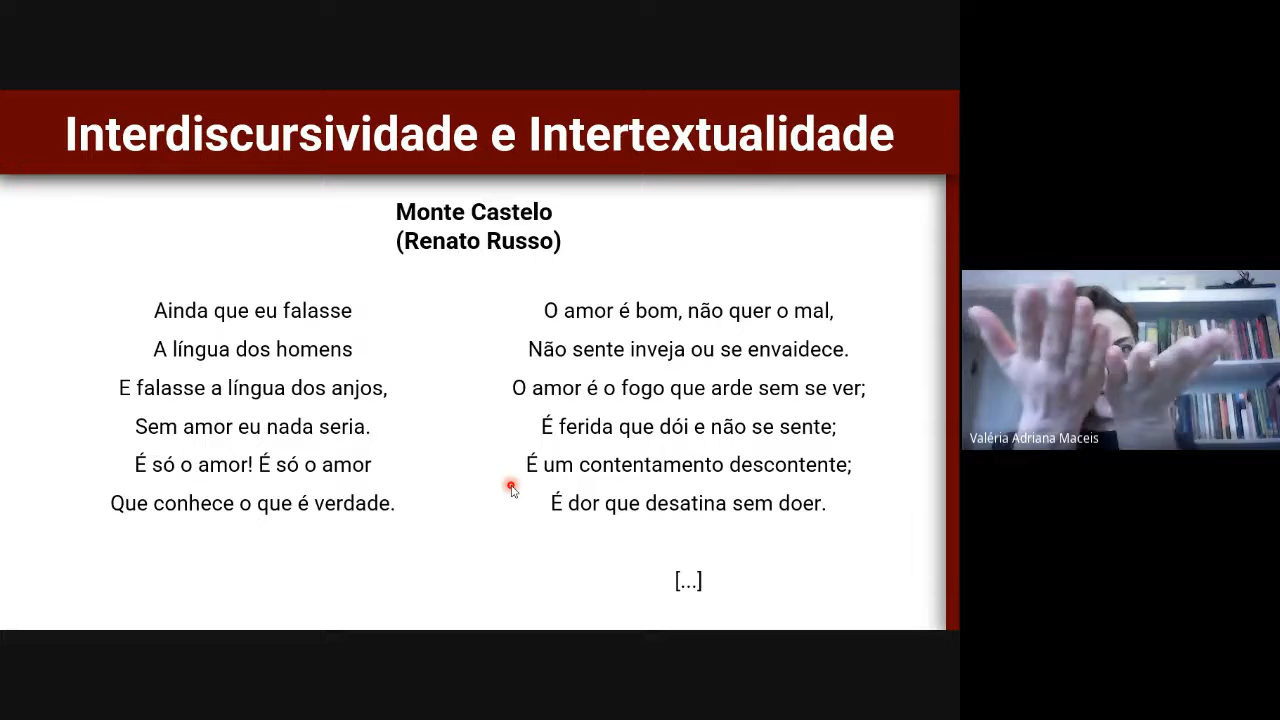 Interdiscursividade e Intertextualidade
Monte Castelo
(Renato Russo)
Ainda que eu falasse
A língua dos homens
E falasse a língua dos anjos,
Sem amor eu nada seria.
É só o amor! É só o amor
Que conhece o que é verdade.
O amor é bom, não quer o mal,
Não sente inveja ou se envaidece.
O amor é o fogo que arde sem se ver;
É ferida que dói e não se sente;
É um contentamento descontente;
É dor que desatina sem doer.
[...]
Valéria Adriana Maceis